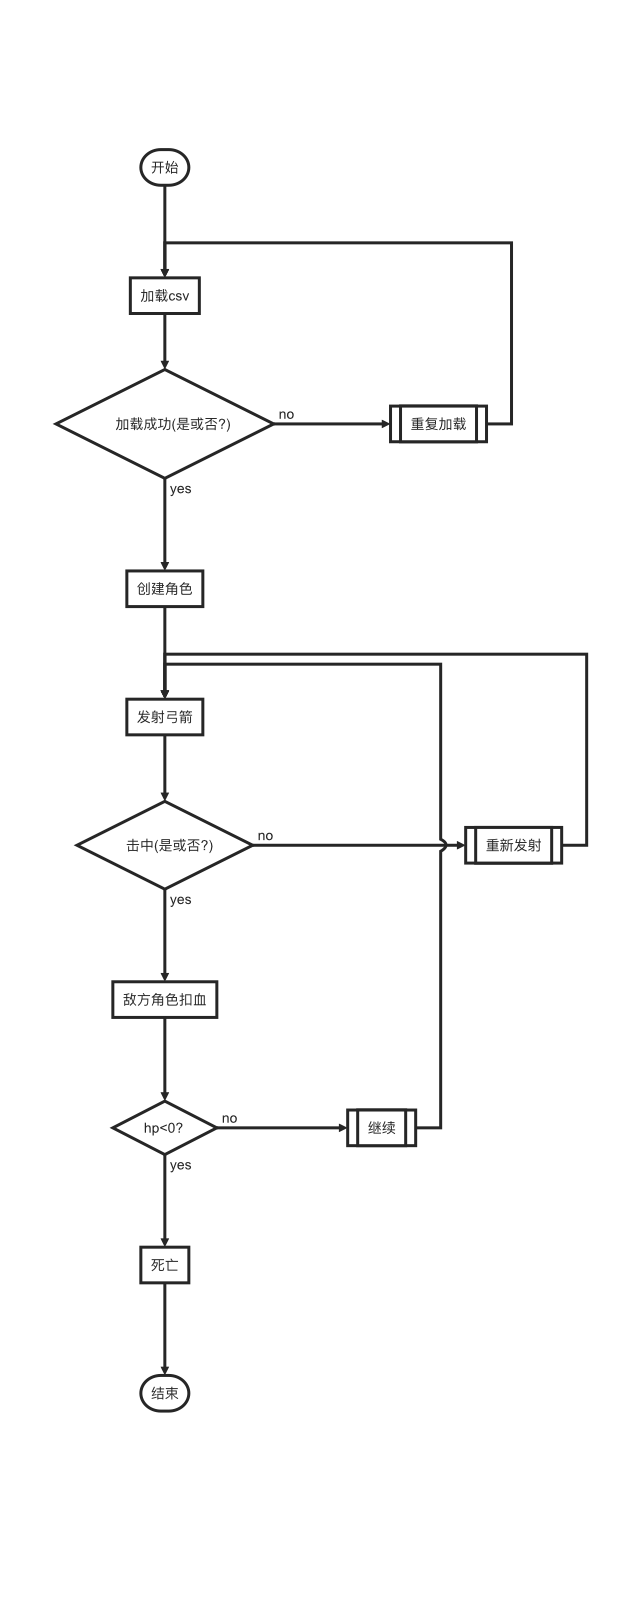 开始
加载csv
加载成功(是或否?)
no
重复加载
yes
创建角色
发射弓箭
击中(是或否?)
no
重新发射
yes
敌方角色扣血
hp<0?
no
继续
yes
死亡
结束